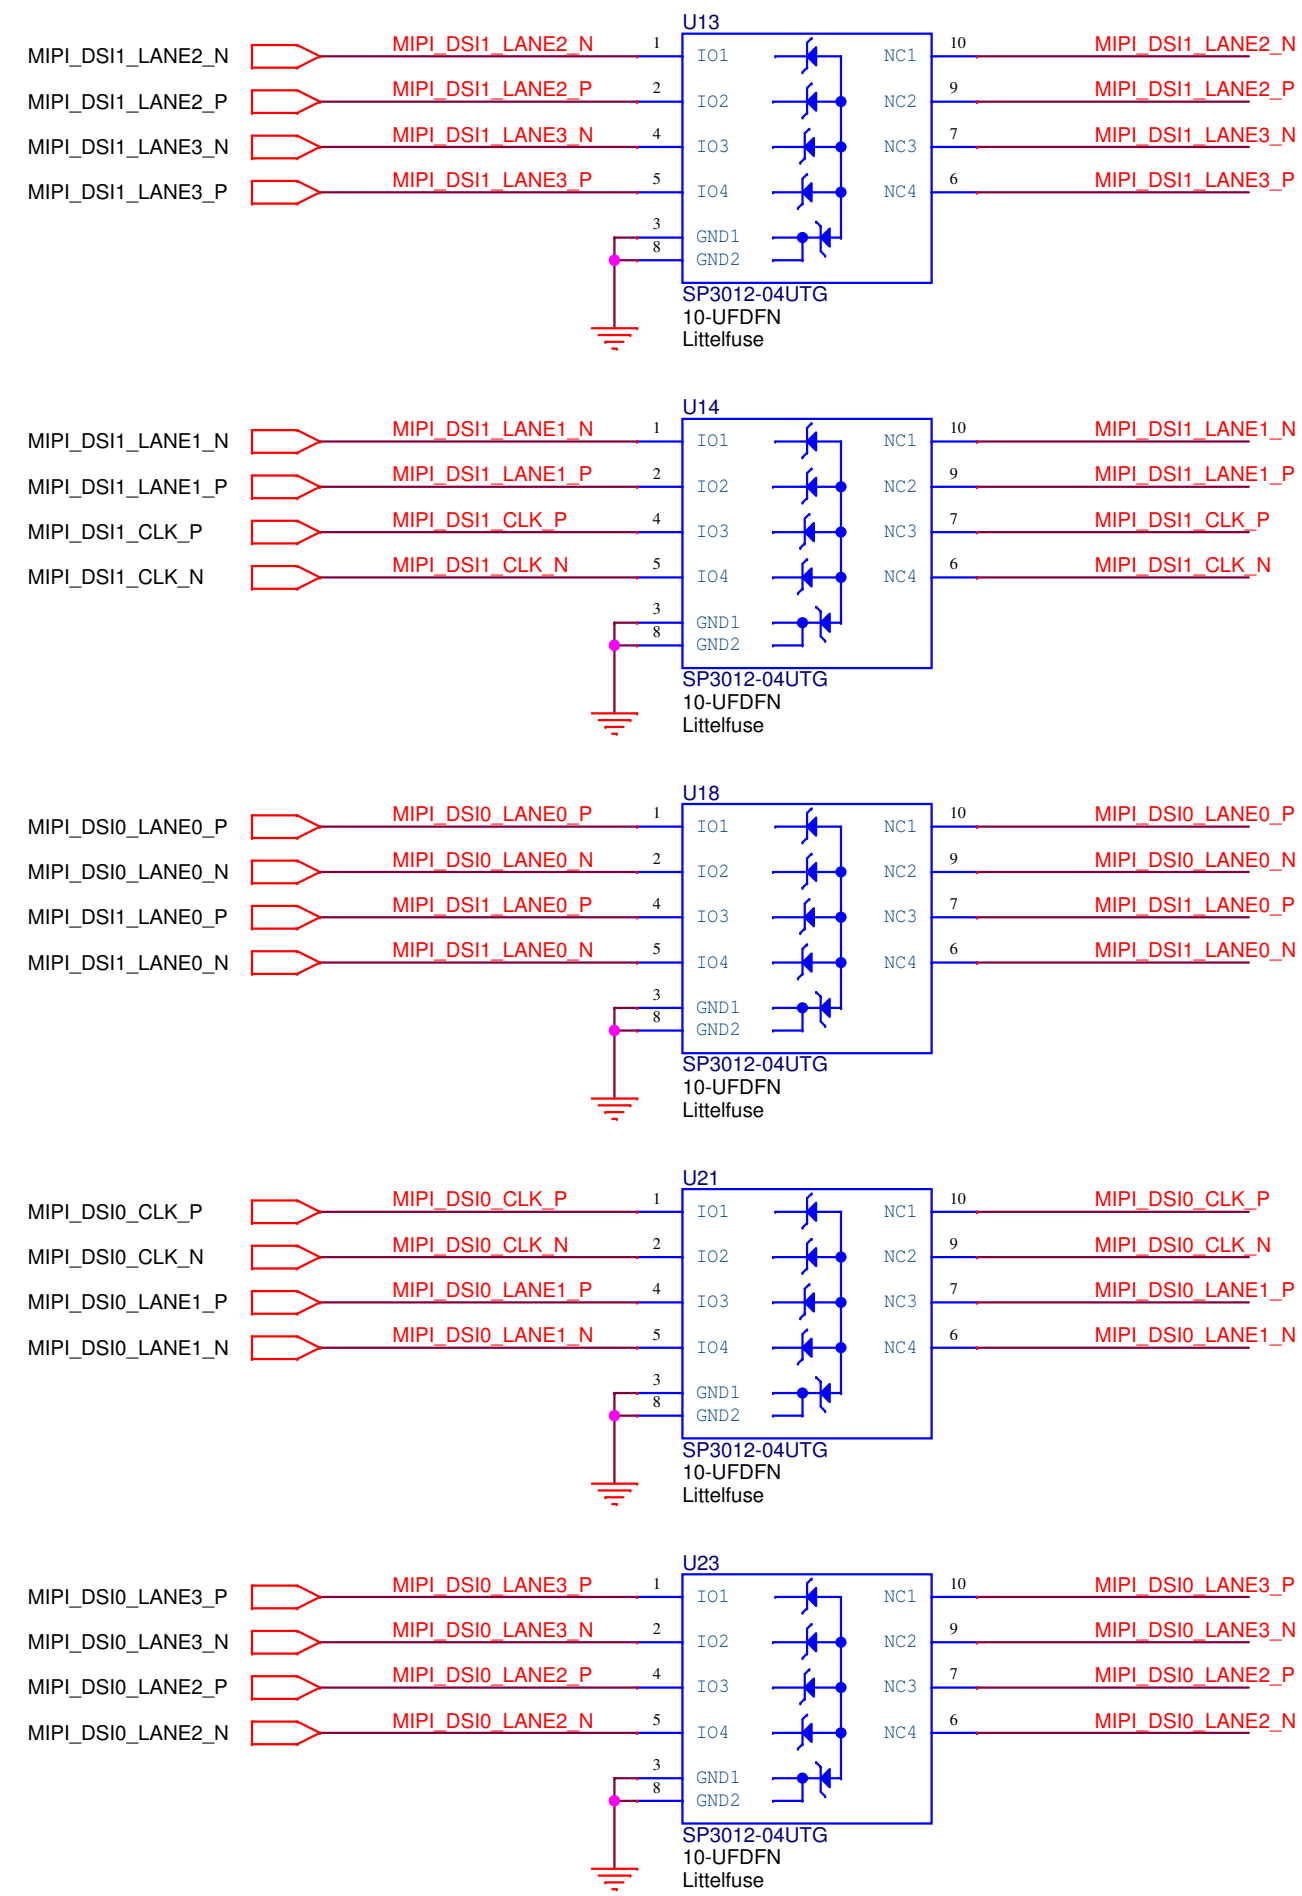 U13
MIPI_DSI1_LANE2_N MIPI_DSI1_LANE2_N 1 IO1 NC1 10 MIPI_DSI1_LANE2_N
MIPI_DSI1_LANE2_P MIPI_DSI1_LANE2_P 2 IO2 NC2 9 MIPI_DSI1_LANE2_P
MIPI_DSI1_LANE3_N MIPI_DSI1_LANE3_N 4 IO3 NC3 7 MIPI_DSI1_LANE3_N
MIPI_DSI1_LANE3_P MIPI_DSI1_LANE3_P 5 IO4 NC4 6 MIPI_DSI1_LANE3_P
3 GND1
8 GND2
SP3012-04UTG
10-UFDFN
Littelfuse
U14
MIPI_DSI1_LANE1_N MIPI_DSI1_LANE1_N 1 IO1 NC1 10 MIPI_DSI1_LANE1_N
MIPI_DSI1_LANE1_P MIPI_DSI1_LANE1_P 2 IO2 NC2 9 MIPI_DSI1_LANE1_P
MIPI_DSI1_CLK_P MIPI_DSI1_CLK_P 4 IO3 NC3 7 MIPI_DSI1_CLK_P
MIPI_DSI1_CLK_N MIPI_DSI1_CLK_N 5 IO4 NC4 6 MIPI_DSI1_CLK_N
3 GND1
8 GND2
SP3012-04UTG
10-UFDFN
Littelfuse
U18
MIPI_DSI0_LANE0_P MIPI_DSI0_LANE0_P 1 IO1 NC1 10 MIPI_DSI0_LANE0_P
MIPI_DSI0_LANE0_N MIPI_DSI0_LANE0_N 2 IO2 NC2 9 MIPI_DSI0_LANE0_N
MIPI_DSI1_LANE0_P MIPI_DSI1_LANE0_P 4 IO3 NC3 7 MIPI_DSI1_LANE0_P
MIPI_DSI1_LANE0_N MIPI_DSI1_LANE0_N 5 IO4 NC4 6 MIPI_DSI1_LANE0_N
3 GND1
8 GND2
SP3012-04UTG
10-UFDFN
Littelfuse
U21
MIPI_DSI0_CLK_P MIPI_DSI0_CLK_P 1 IO1 NC1 10 MIPI_DSI0_CLK_P
MIPI_DSI0_CLK_N MIPI_DSI0_CLK_N 2 IO2 NC2 9 MIPI_DSI0_CLK_N
MIPI_DSI0_LANE1_P MIPI_DSI0_LANE1_P 4 IO3 NC3 7 MIPI_DSI0_LANE1_P
MIPI_DSI0_LANE1_N MIPI_DSI0_LANE1_N 5 IO4 NC4 6 MIPI_DSI0_LANE1_N
3 GND1
8 GND2
SP3012-04UTG
10-UFDFN
Littelfuse
U23
MIPI_DSI0_LANE3_P MIPI_DSI0_LANE3_P 1 IO1 NC1 10 MIPI_DSI0_LANE3_P
MIPI_DSI0_LANE3_N MIPI_DSI0_LANE3_N 2 IO2 NC2 9 MIPI_DSI0_LANE3_N
MIPI_DSI0_LANE2_P MIPI_DSI0_LANE2_P 4 IO3 NC3 7 MIPI_DSI0_LANE2_P
MIPI_DSI0_LANE2_N MIPI_DSI0_LANE2_N 5 IO4 NC4 6 MIPI_DSI0_LANE2_N
3 GND1
8 GND2
SP3012-04UTG
10-UFDFN
Littelfuse